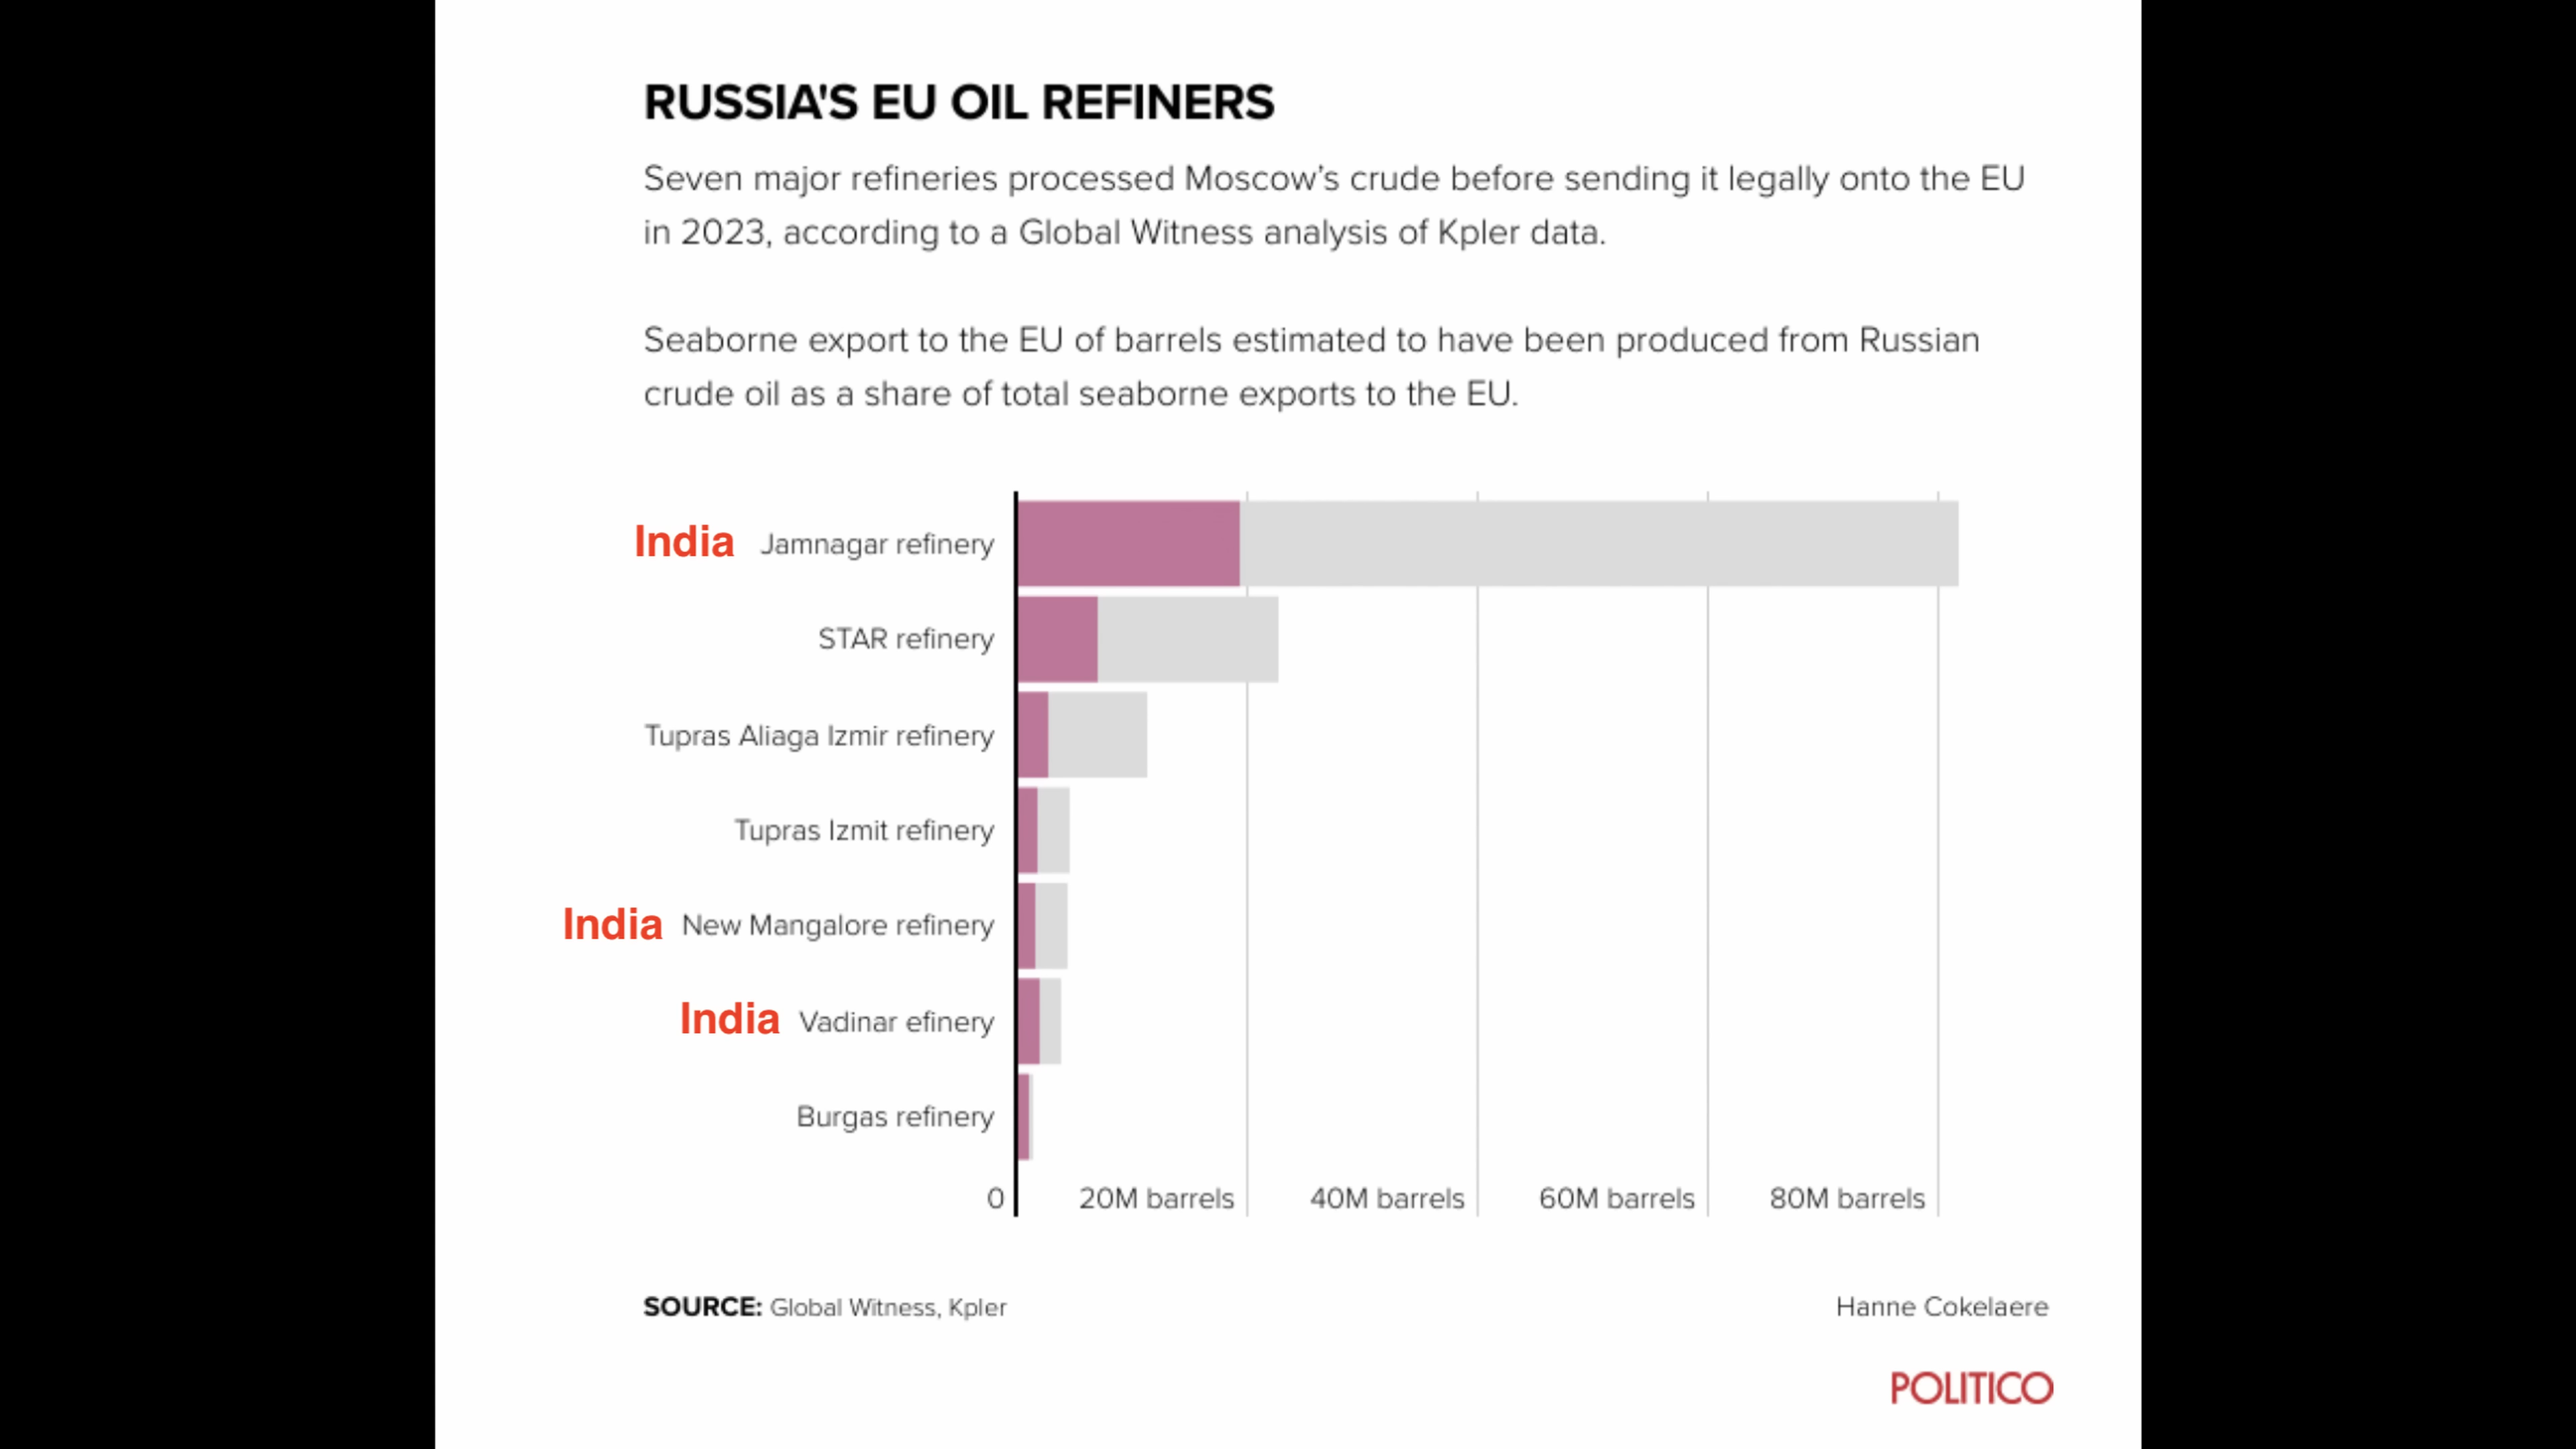 RUSSIA'S EU OIL REFINERS
Seven major refineries processed Moscow’s crude before sending it legally onto the EU
in 2023, according to a Global Witness analysis of Kpler data.
Seaborne export to the EU of barrels estimated to have been produced from Russian
crude oil as a share of total seaborne exports to the EU.
India Jamnagar refinery
STAR refinery
Tupras Aliaga Izmir refinery
Tupras Izmit refinery
India New Mangalore refinery
India Vadinar efinery
Burgas refinery
0 20M barrels 40M barrels 60M barrels 80M barrels
SOURCE: Global Witness, Kpler Hanne Cokelaere
POLITICO